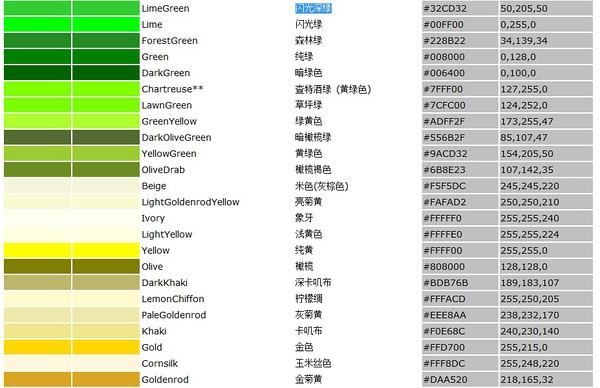 LimeGreen 闪光深绿 #32CD32 50,205,50
Lime 闪光绿 #00FF00 0,255,0
ForestGreen 森林绿 #228B22 34,139,34
Green 纯绿 #008000 0,128,0
DarkGreen 暗绿色 #006400 0,100,0
Chartreuse** 查特酒绿 (黄绿色) #7FFF00 127,255,0
LawnGreen 草坪绿 #7CFC00 124,252,0
GreenYellow 绿黄色 #ADFF2F 173,255,47
DarkOliveGreen 暗橄榄绿 #556B2F 85,107,47
YellowGreen 黄绿色 #9ACD32 154,205,50
OliveDrab 橄榄褐色 #6B8E23 107,142,35
Beige 米色(灰棕色) #F5F5DC 245,245,220
LightGoldenrodYellow 亮菊黄 #FAFAD2 250,250,210
Ivory 象牙 #FFFFF0 255,255,240
LightYellow 浅黄色 #FFFFE0 255,255,224
Yellow 纯黄 #FFFF00 255,255,0
Olive 橄榄 #808000 128,128,0
DarkKhaki 深卡叽布 #BDB76B 189,183,107
LemonChiffon 柠檬绸 #FFFACD 255,250,205
PaleGoldenrod 灰菊黄 #EEE8AA 238,232,170
Khaki 卡叽布 #F0E68C 240,230,140
Gold 金色 #FFD700 255,215,0
Cornsilk 玉米丝色 #FFF8DC 255,248,220
Goldenrod 金菊黄 #DAA520 218,165,32